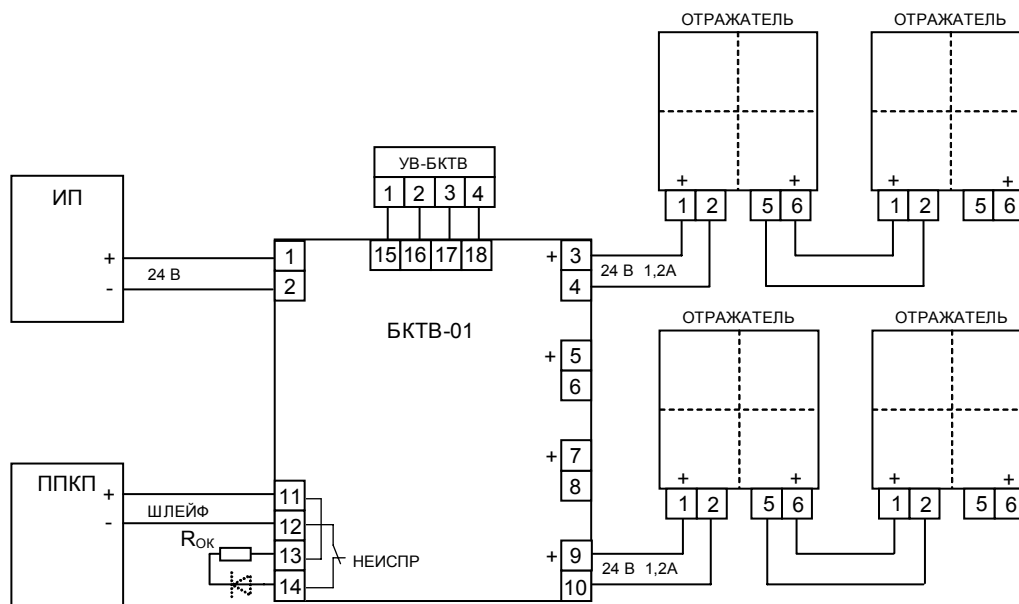 ОТРАЖАТЕЛЬ ОТРАЖАТЕЛЬ
УВ-БКТВ
1 2 3 4
+ + + +
1 2 5 6 1 2 5 6
ИП
+
24 В
-
1
2
15 16 17 18
+ 3
24 В 1,2А
4
БКТВ-01
ОТРАЖАТЕЛЬ ОТРАЖАТЕЛЬ
+ 5
6
+ 7
8
+ + + +
1 2 5 6 1 2 5 6
ППКП
+
ШЛЕЙФ
-
11
12
Rок
13
14
НЕИСПР
+ 9
24 В 1,2А
10